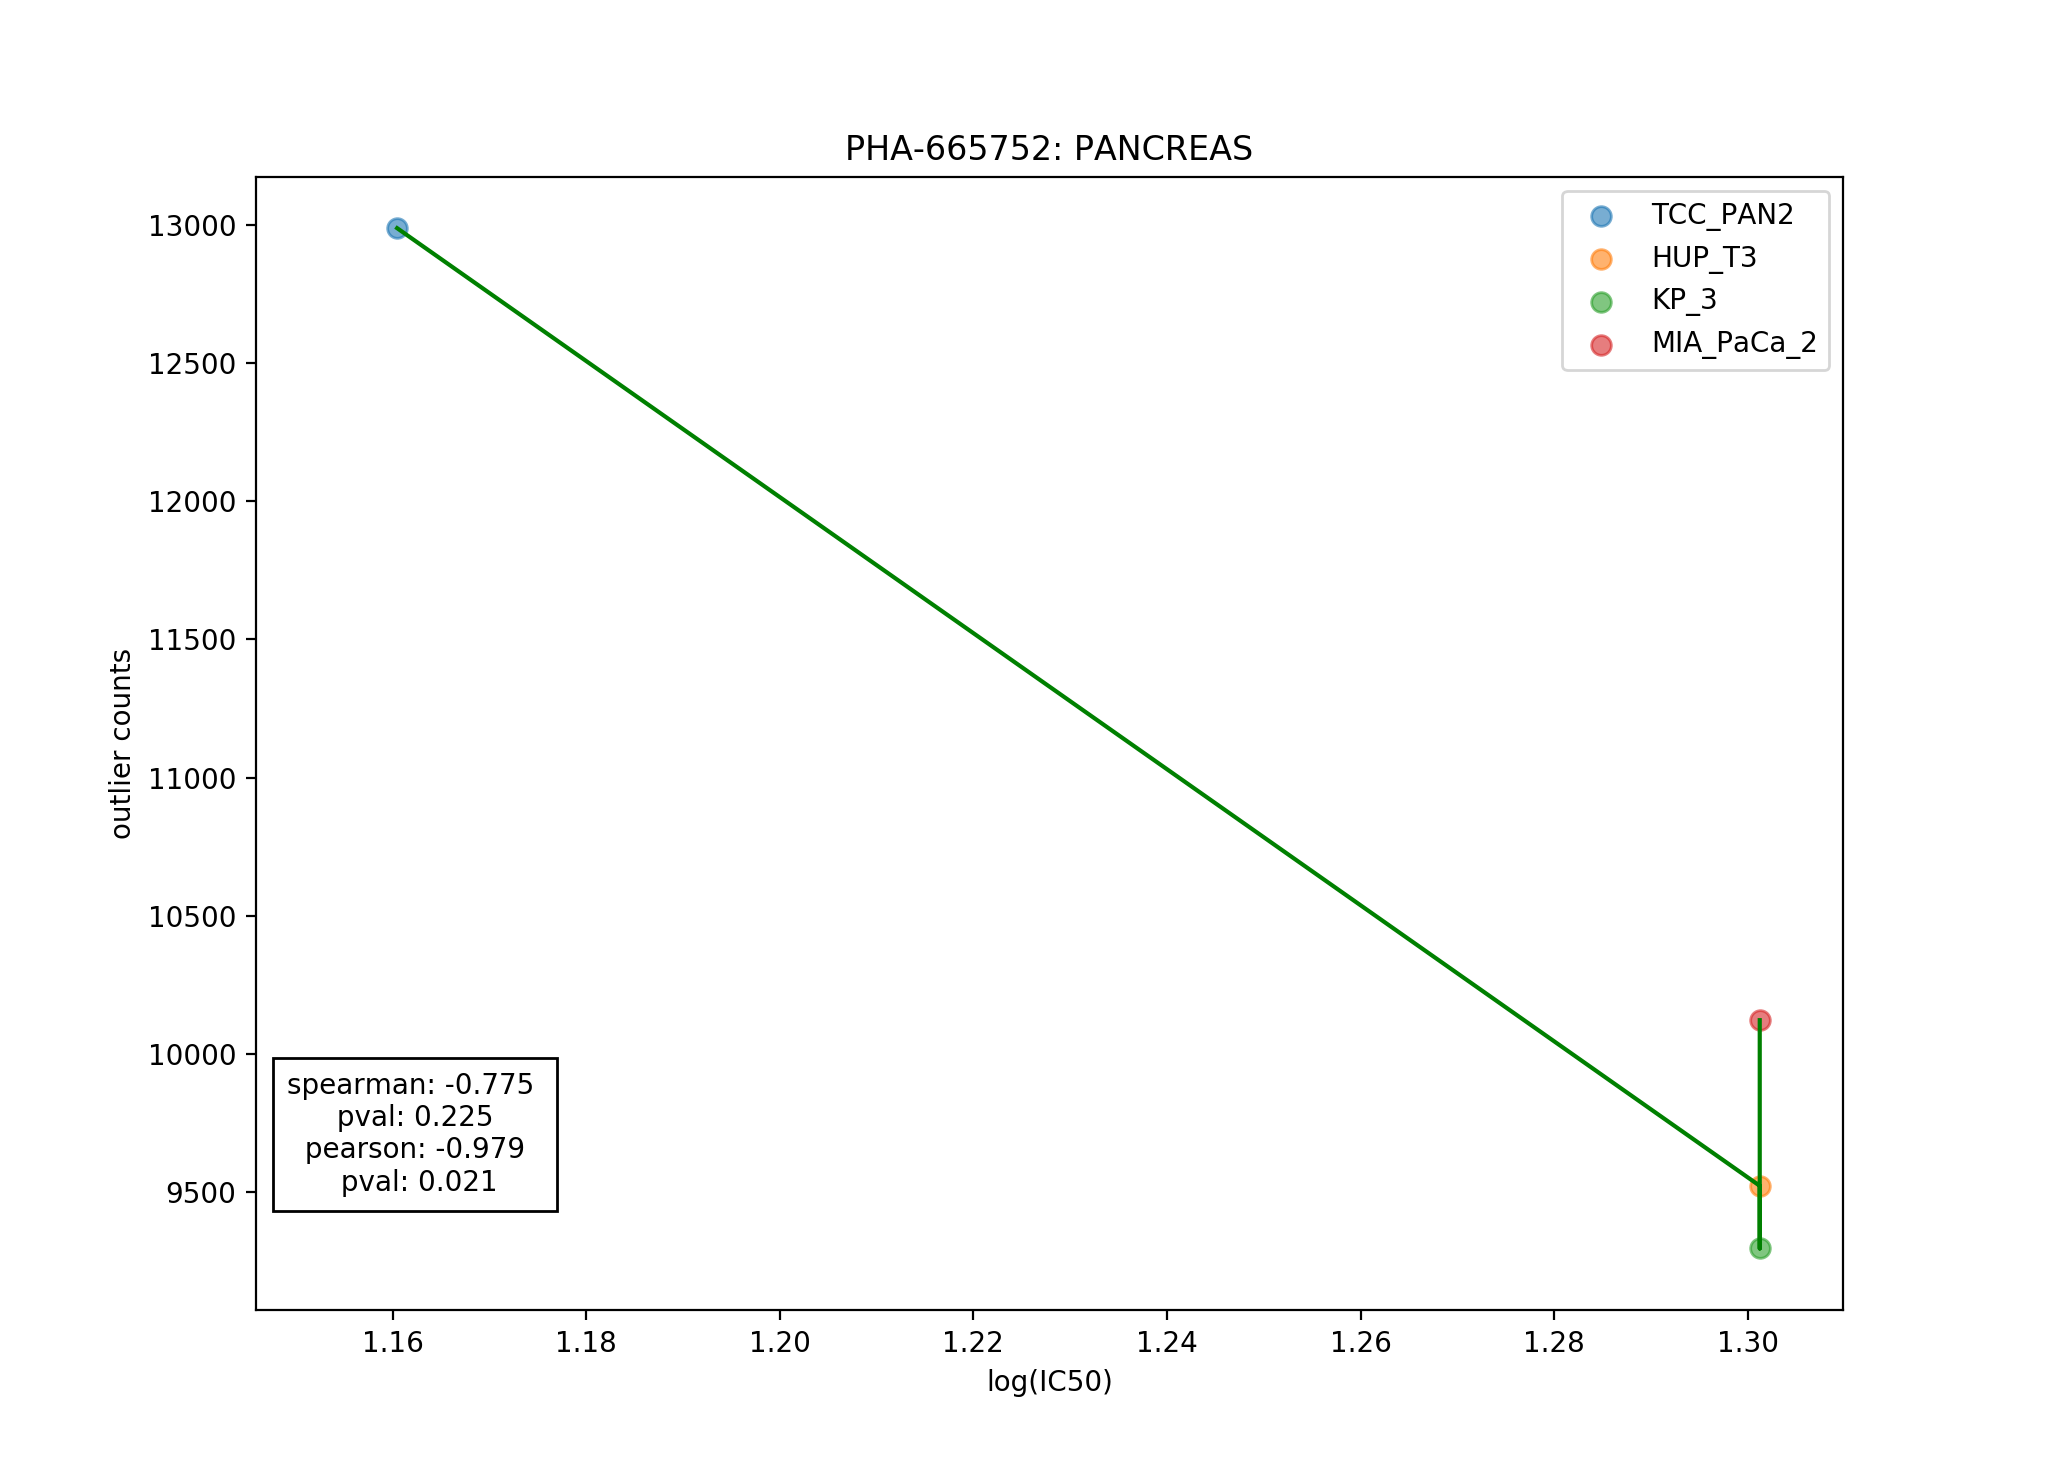 PHA-665752: PANCREAS
TCC_PAN2
HUP_T3
KP_3
MIA_PaCa_2
13000
12500
12000
11500
11000
10500
10000
9500
outlier counts
spearman: -0.775
pval: 0.225
pearson: -0.979
pval: 0.021
1.16
1.18
1.20
1.22
1.24
1.26
1.28
1.30
log(IC50)